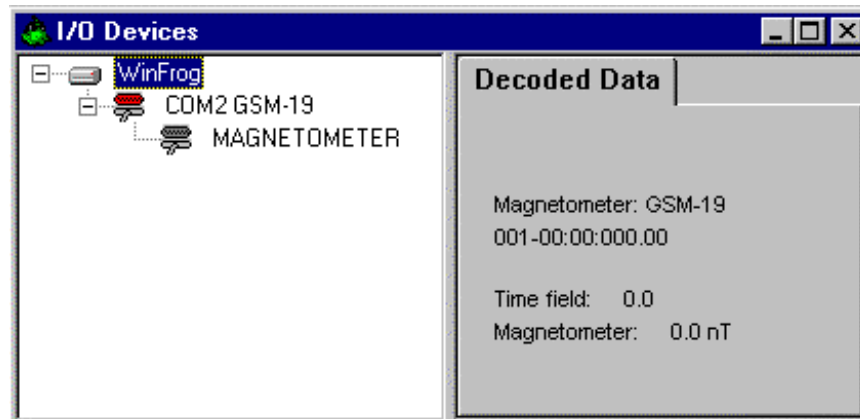 I/O Devices
WinFrog
COM2 GSM-19
MAGNETOMETER
Decoded Data
Magnetometer: GSM-19
001-00:00:000.00
Time field: 0.0
Magnetometer: 0.0 nT